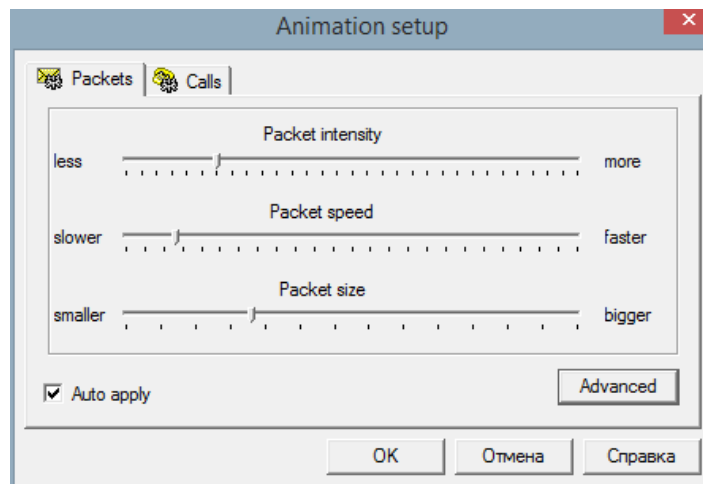 Animation setup
Packets Calls
Packet intensity
less more
Packet speed
slower faster
Packet size
smaller bigger
Auto apply Advanced
OK Отмена Справка